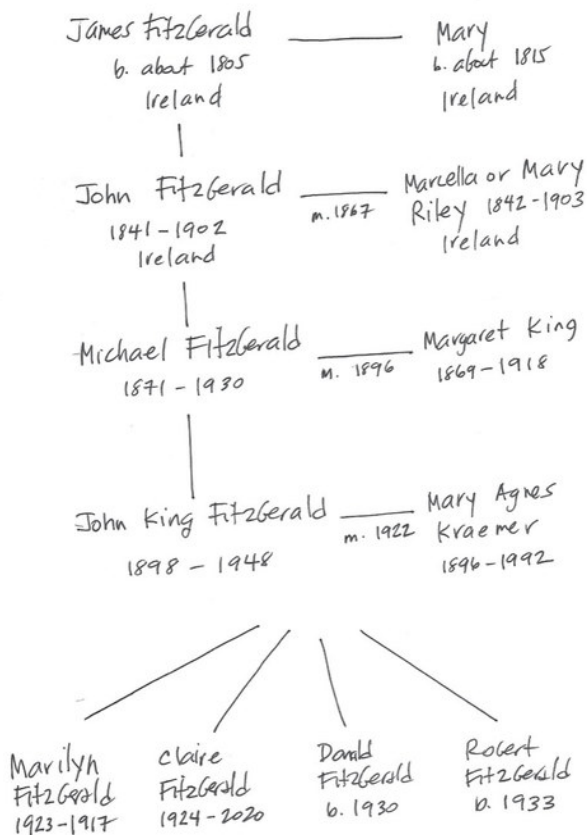 James FitzGerald
b. about 1805
Ireland
Mary
b. about 1815
Ireland
John FitzGerald
1841-1902
Ireland
m. 1867
Marcella or Mary
Riley 1842-1903
Ireland
Michael FitzGerald
1871-1930
m. 1896
Margaret King
1869-1918
John King FitzGerald
1898-1948
m. 1922
Mary Agnes
Kraemer
1896-1992
Marilyn
FitzGerald
1923-1917
Claire
FitzGerald
1924-2020
Donald
FitzGerald
b. 1930
Robert
FitzGerald
b. 1933